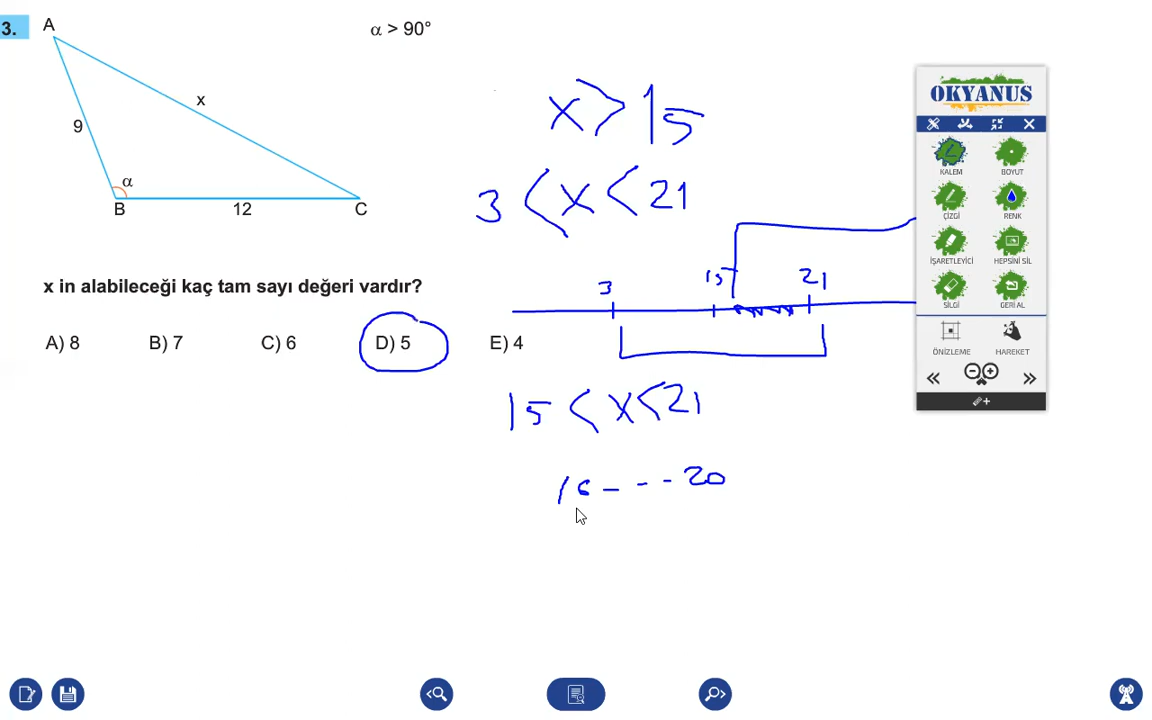 3.
A
α > 90°
x
9
α
B
12
C
x in alabileceği kaç tam sayı değeri vardır?
A) 8
B) 7
C) 6
D) 5
E) 4
x > 15
3 < x < 21
3
15
21
15 < x < 21
16 - - - 20
OKYANUS
KALEM
BOYUT
ÇİZGİ
RENK
İŞARETLEYİCİ
HEPSİNİ SİL
SİLGİ
GERİ AL
ÖNİZLEME
HAREKET